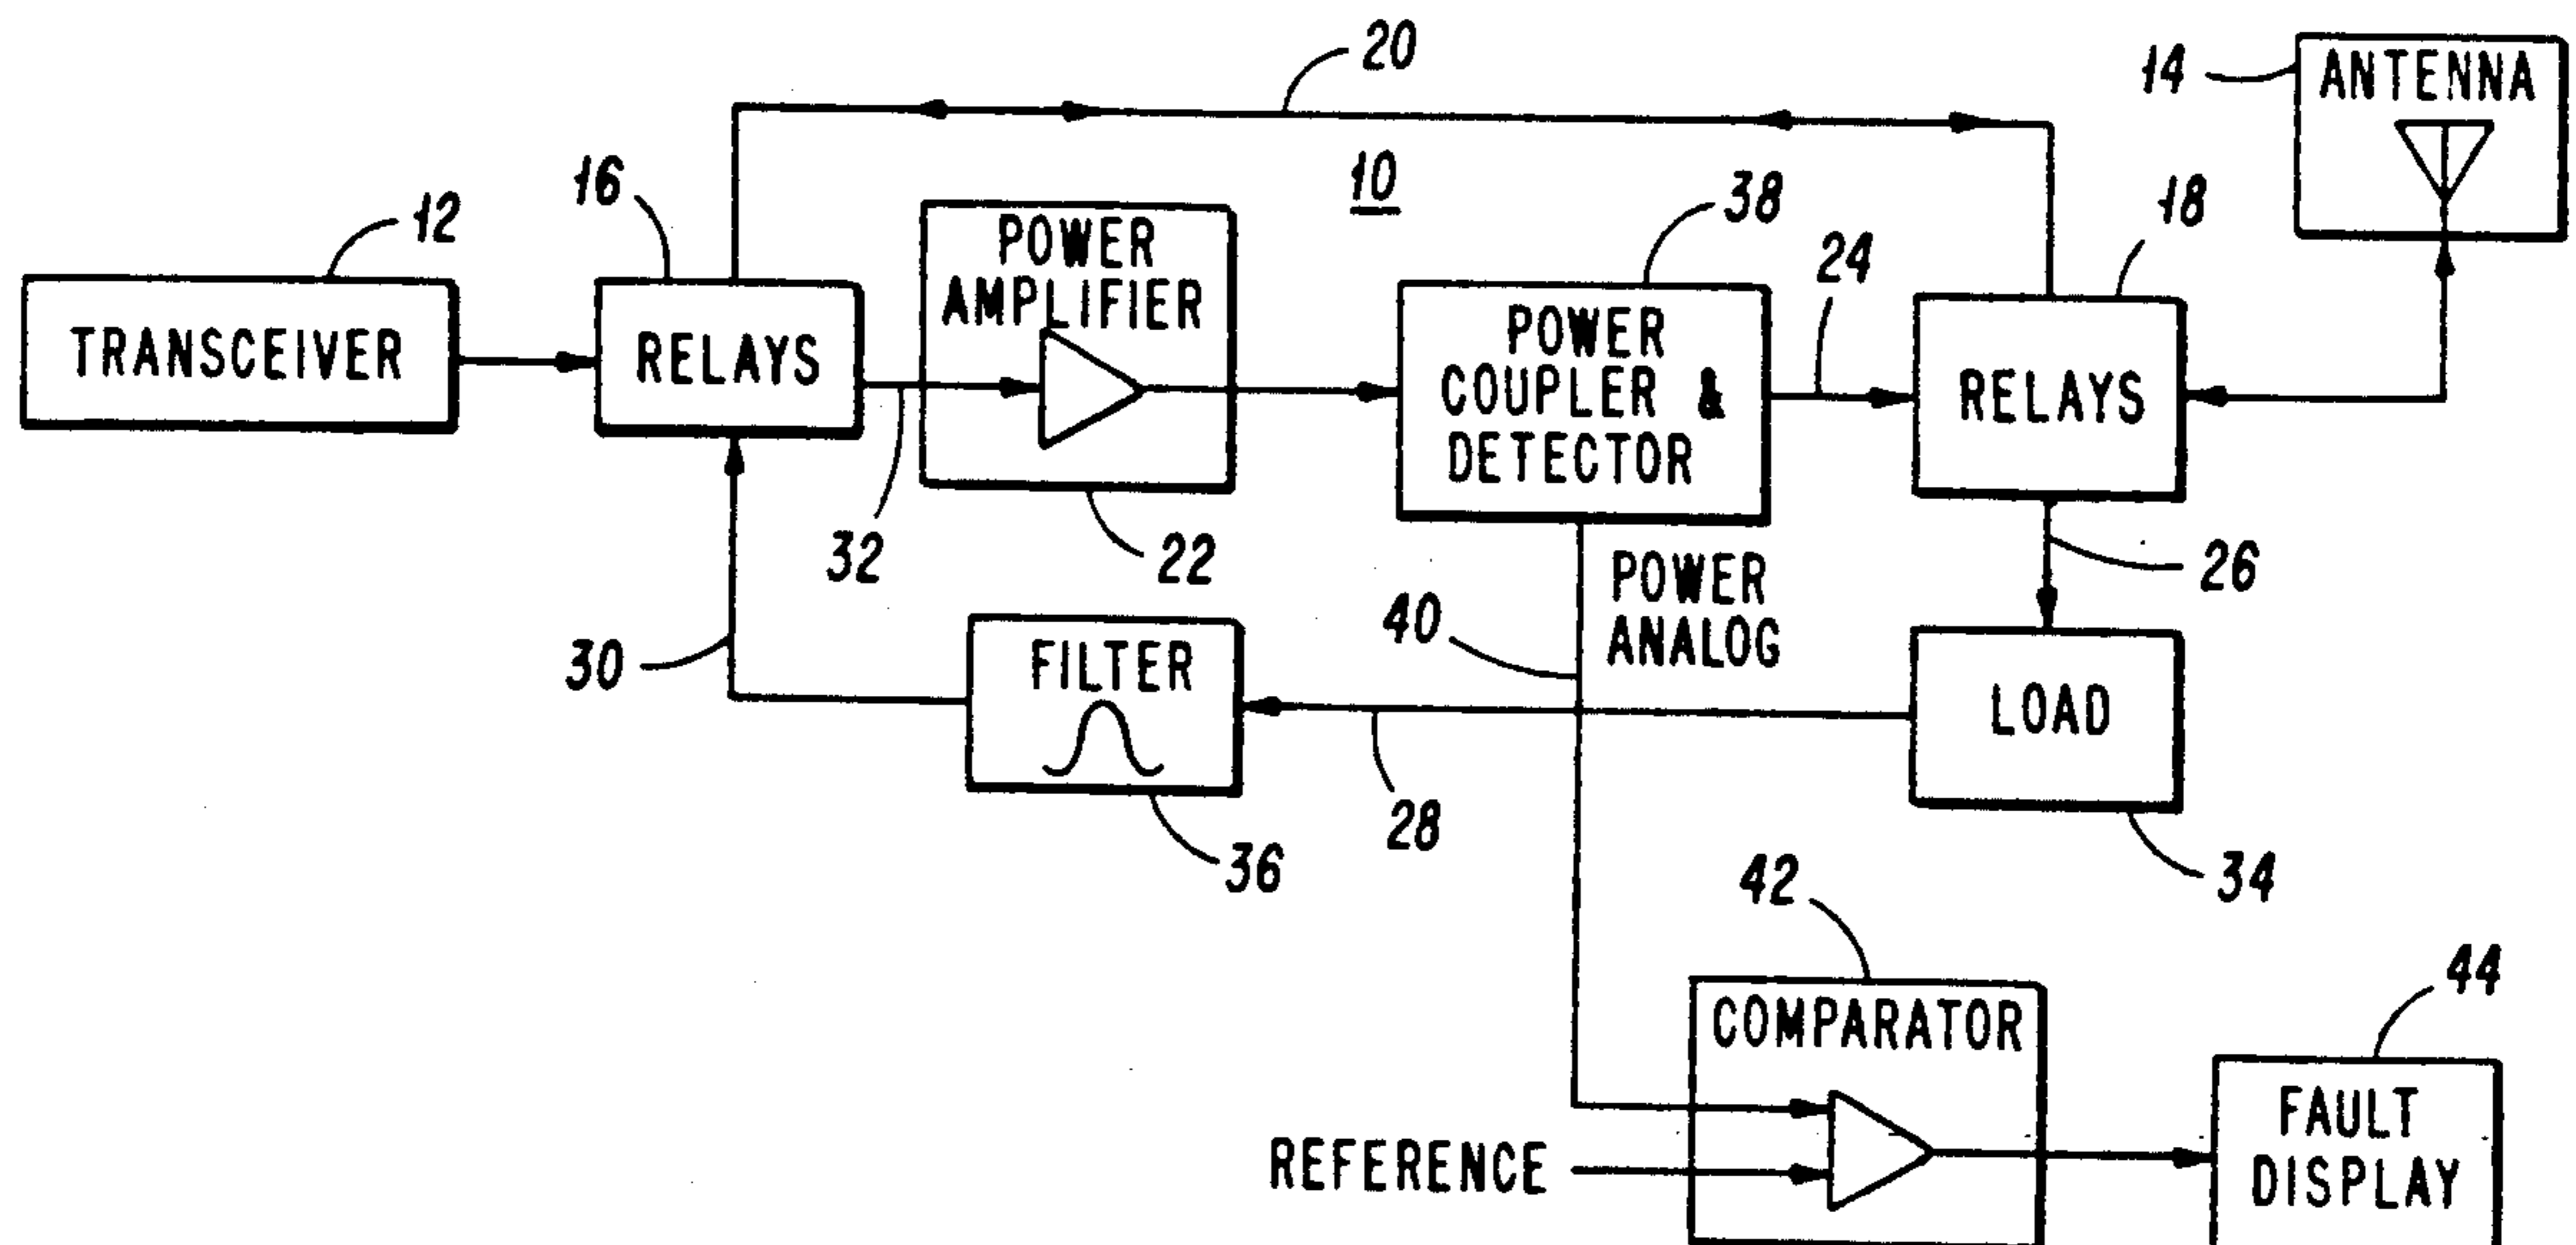 20
14
ANTENNA
10
16
12
38
18
24
POWER
AMPLIFIER
TRANSCEIVER
RELAYS
POWER
COUPLER &
DETECTOR
RELAYS
32
22
POWER
ANALOG
26
40
30
FILTER
LOAD
28
36
34
42
44
COMPARATOR
REFERENCE
FAULT
DISPLAY